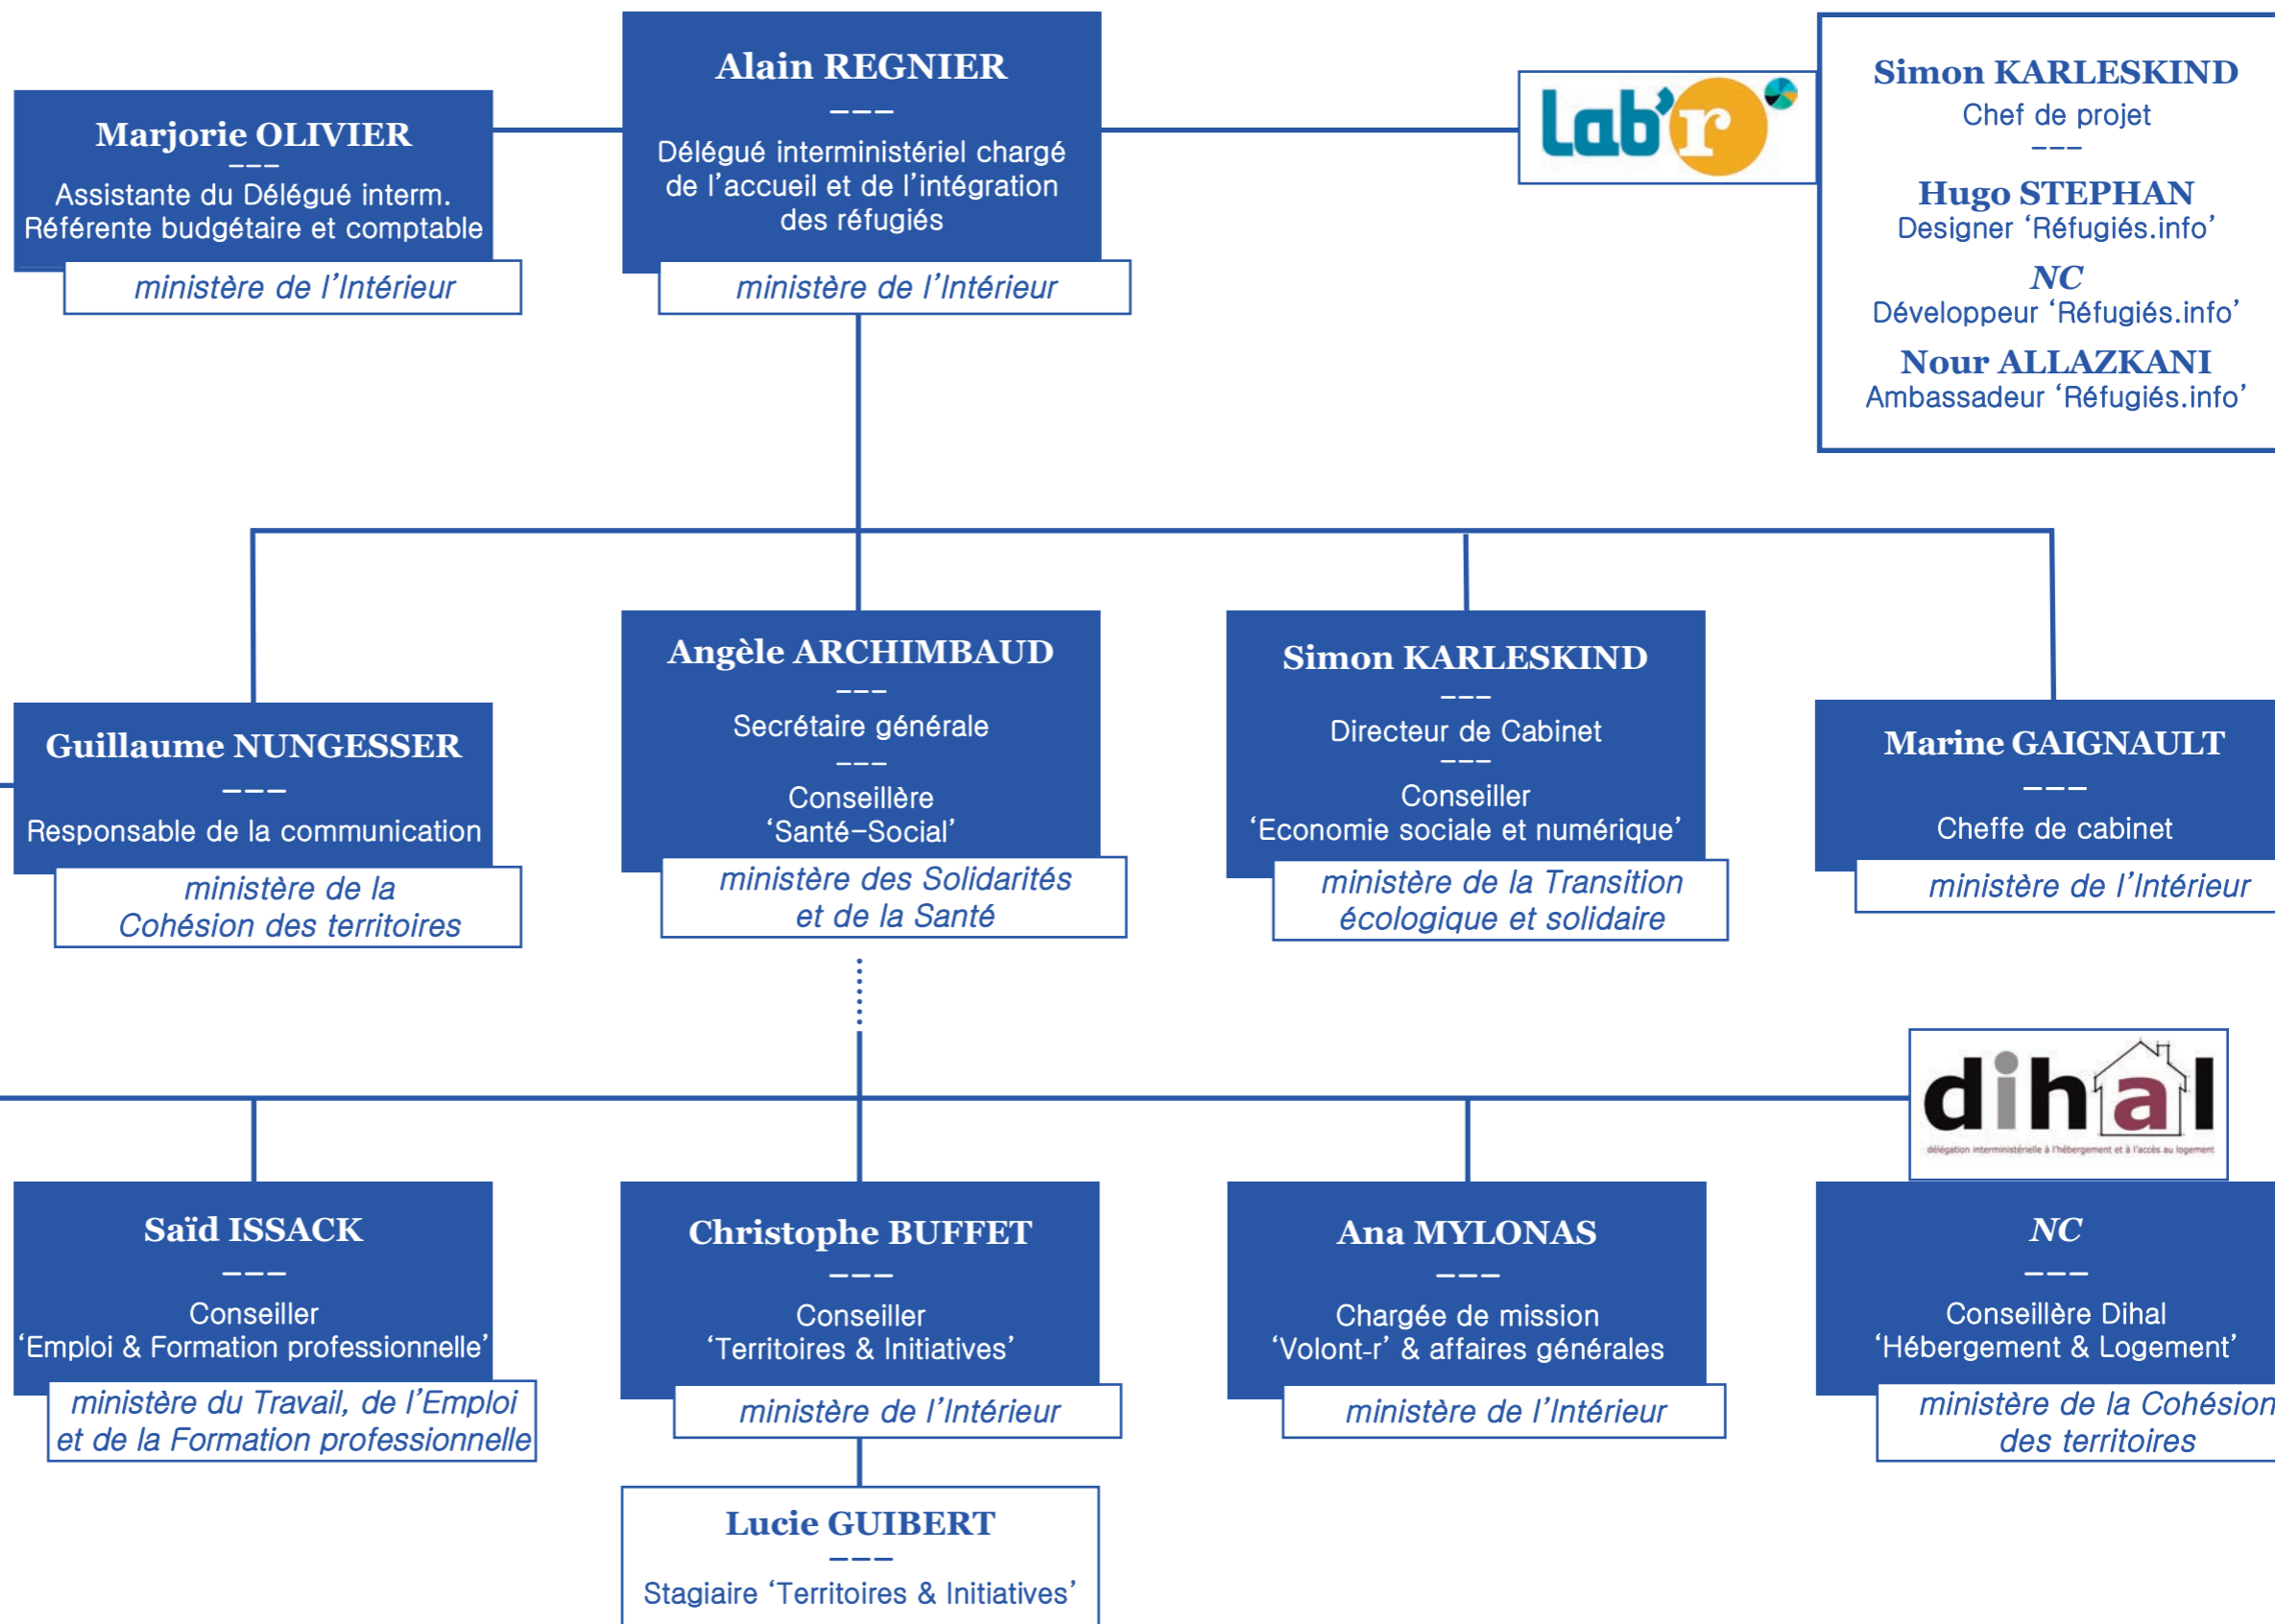 Alain REGNIER
---
Délégué interministériel chargé
de l'accueil et de l'intégration
des réfugiés
ministère de l'Intérieur
Marjorie OLIVIER
---
Assistante du Délégué interm.
Référente budgétaire et comptable
ministère de l'Intérieur
Lab'r
Simon KARLESKIND
Chef de projet
---
Hugo STEPHAN
Designer ‘Réfugiés.info’
NC
Développeur ‘Réfugiés.info’
Nour ALLAZKANI
Ambassadeur ‘Réfugiés.info’
Guillaume NUNGESSER
---
Responsable de la communication
ministère de la
Cohésion des territoires
Angèle ARCHIMBAUD
---
Secrétaire générale
---
Conseillère
‘Santé-Social’
ministère des Solidarités
et de la Santé
Simon KARLESKIND
---
Directeur de Cabinet
---
Conseiller
‘Economie sociale et numérique’
ministère de la Transition
écologique et solidaire
Marine GAIGNAULT
---
Cheffe de cabinet
ministère de l'Intérieur
dihal
délégation interministérielle à l'hébergement et à l'accès au logement
Saïd ISSACK
---
Conseiller
‘Emploi & Formation professionnelle’
ministère du Travail, de l'Emploi
et de la Formation professionnelle
Christophe BUFFET
---
Conseiller
‘Territoires & Initiatives’
ministère de l'Intérieur
Lucie GUIBERT
---
Stagiaire ‘Territoires & Initiatives’
Ana MYLONAS
---
Chargée de mission
‘Volont-r’ & affaires générales
ministère de l'Intérieur
NC
---
Conseillère Dihal
‘Hébergement & Logement’
ministère de la Cohésion
des territoires